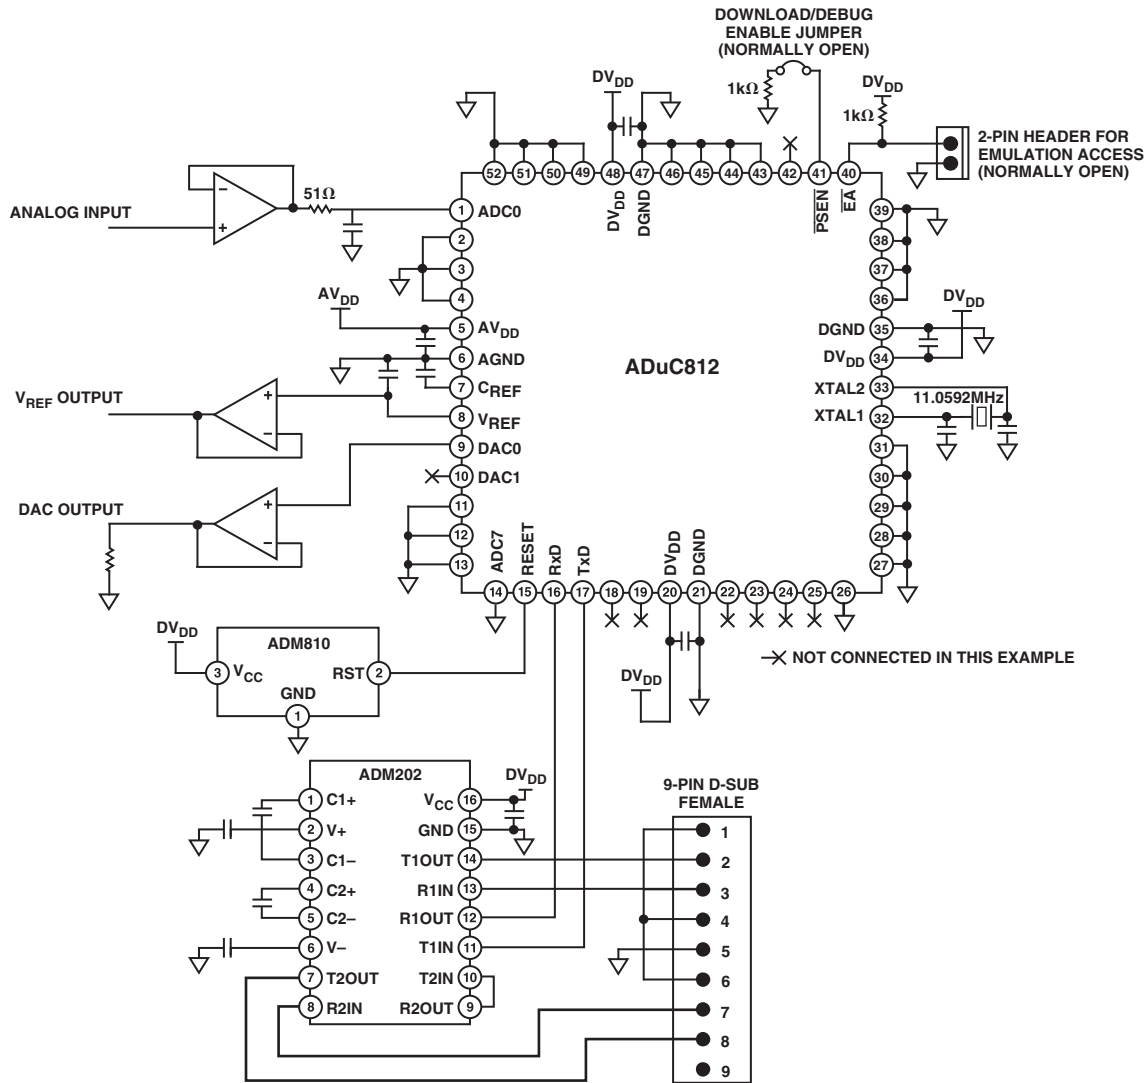 DOWNLOAD/DEBUG
ENABLE JUMPER
(NORMALLY OPEN)
DVDD
1kΩ
DVDD
1kΩ
2-PIN HEADER FOR
EMULATION ACCESS
(NORMALLY OPEN)
52 51 50 49 48 47 46 45 44 43 42 41 40
DVDD
DGND
PSEN
EA
ANALOG INPUT
51Ω
1 ADC0
2
3
4
AVDD
5 AVDD
6 AGND
7 CREF
VREF OUTPUT
8 VREF
9 DAC0
10 DAC1
DAC OUTPUT
11
12
13
ADuC812
39
38
37
36
DVDD
DGND 35
DVDD 34
XTAL2 33
11.0592MHz
XTAL1 32
31
30
29
28
27
ADC7
RESET
RxD
TxD
DVDD
DGND
14 15 16 17 18 19 20 21 22 23 24 25 26
NOT CONNECTED IN THIS EXAMPLE
DVDD
DVDD
ADM810
3 VCC
RST 2
GND
1
ADM202
DVDD
1 C1+
2 V+
3 C1–
4 C2+
5 C2–
6 V–
7 T2OUT
8 R2IN
VCC 16
GND 15
T1OUT 14
R1IN 13
R1OUT 12
T1IN 11
T2IN 10
R2OUT 9
9-PIN D-SUB
FEMALE
1
2
3
4
5
6
7
8
9